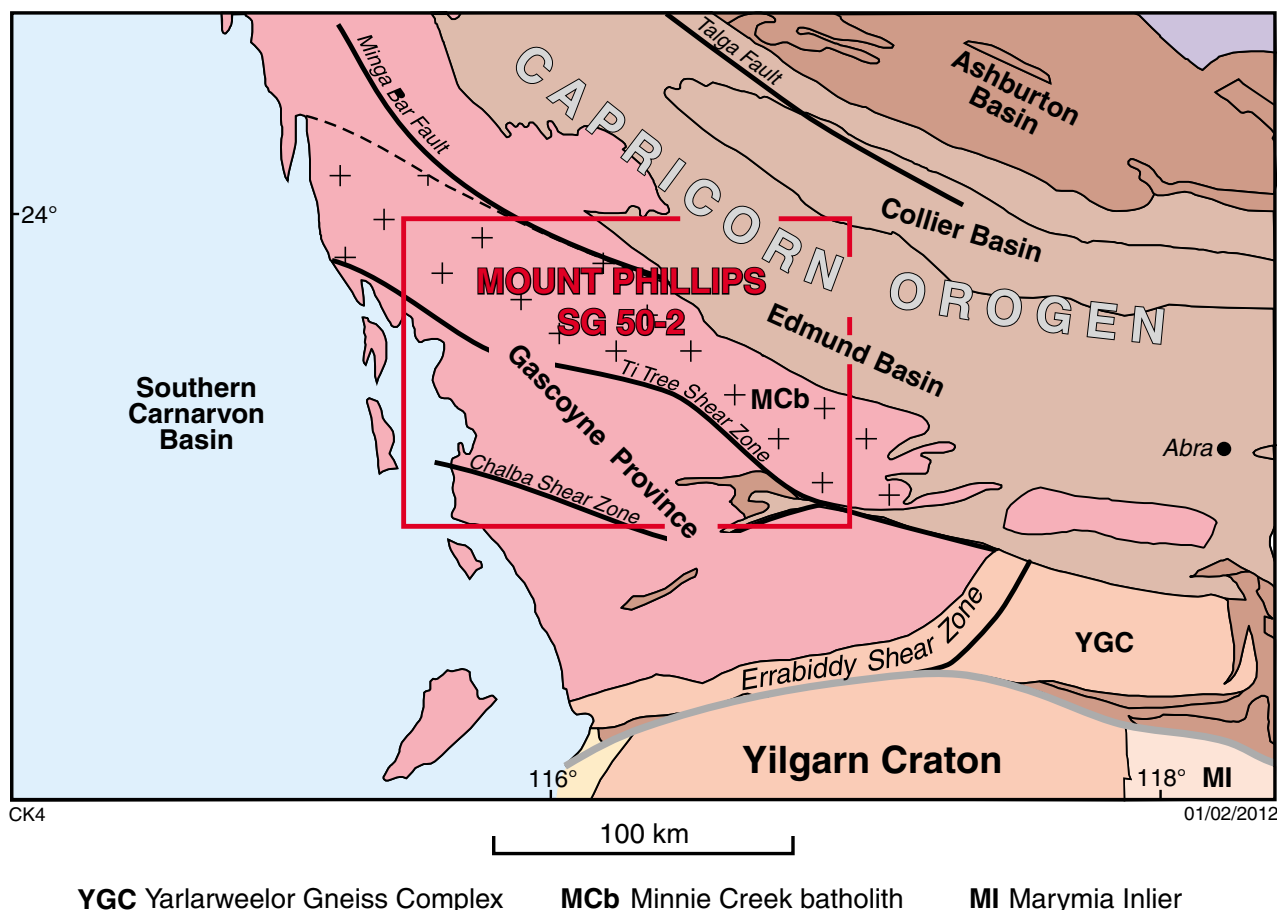 Minga Bar Fault
Talga Fault
Ashburton
Basin
CAPRICORN OROGEN
24°
Collier Basin
MOUNT PHILLIPS
SG 50-2
Edmund Basin
Gascoyne Province
Ti Tree Shear Zone
MCb
Southern
Carnarvon
Basin
Abra
Chalba Shear Zone
Errabiddy Shear Zone
YGC
Yilgarn Craton
116°
118°
MI
CK4
01/02/2012
100 km
YGC Yarlarweelor Gneiss Complex
MCb Minnie Creek batholith
MI Marymia Inlier